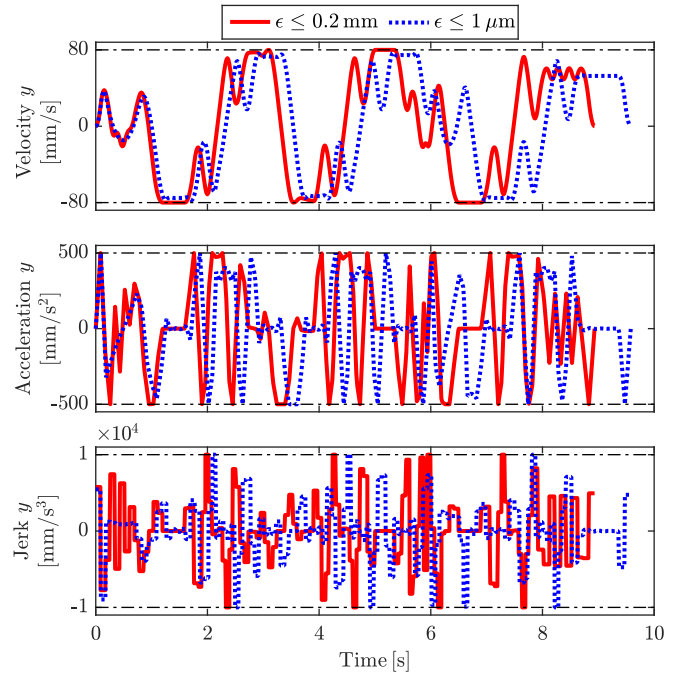 ϵ ≤ 0.2 mm ϵ ≤ 1 μm
80
0
-80
Velocity y
[mm/s]
500
0
-500
Acceleration y
[mm/s²]
×10⁴
1
0
-1
Jerk y
[mm/s³]
0 2 4 6 8 10
Time [s]